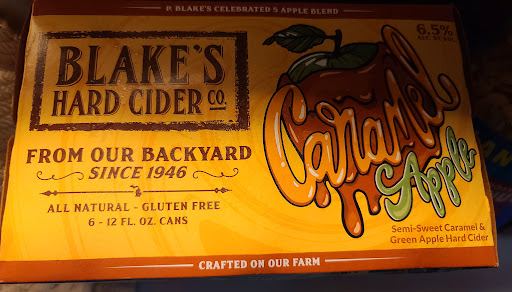 P. BLAKE'S CELEBRATED 5 APPLE BLEND
BLAKE'S
HARD CIDER CO.
FROM OUR BACKYARD
SINCE 1946
ALL NATURAL - GLUTEN FREE
6 - 12 FL. OZ. CANS
6.5%
ALC. BY VOL.
Caramel
Apple
Semi-Sweet Caramel &
Green Apple Hard Cider
CRAFTED ON OUR FARM